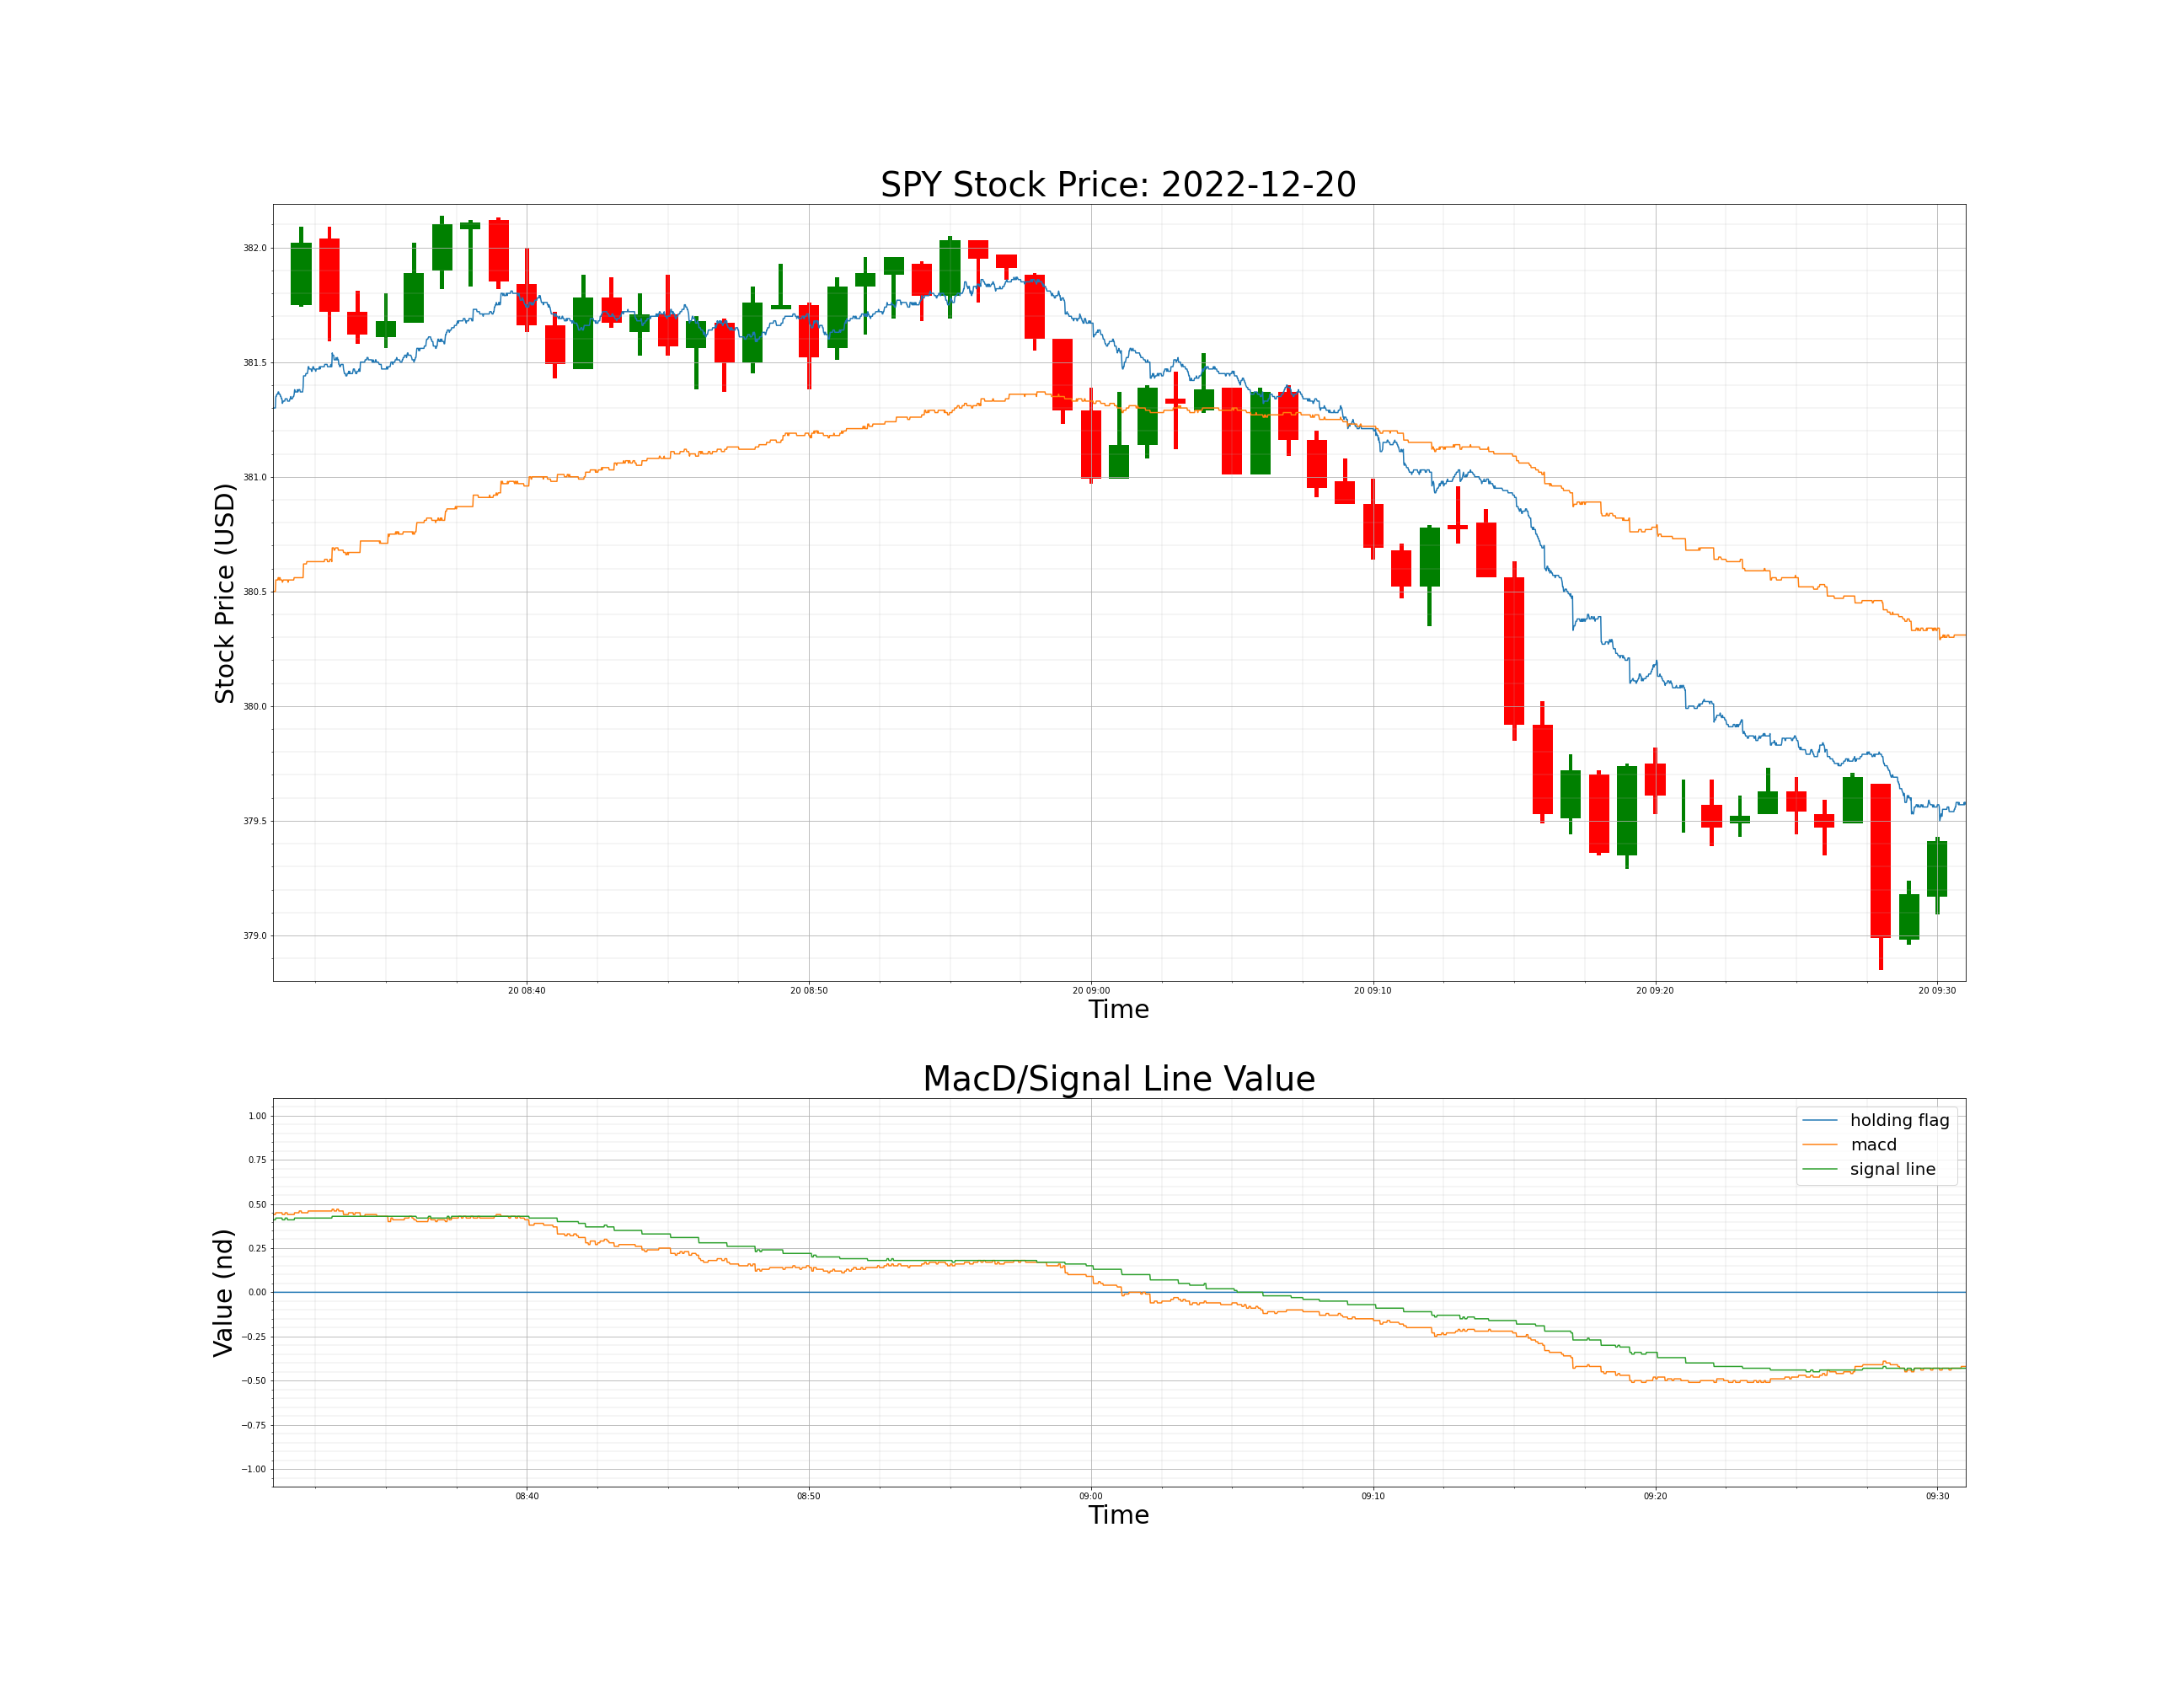 SPY Stock Price: 2022-12-20
Stock Price (USD)
382.0
381.5
381.0
380.5
380.0
379.5
379.0
20 08:40 20 08:50 20 09:00 20 09:10 20 09:20 20 09:30
Time
MacD/Signal Line Value
Value (nd)
1.00
0.75
0.50
0.25
0.00
−0.25
−0.50
−0.75
−1.00
holding flag
macd
signal line
08:40 08:50 09:00 09:10 09:20 09:30
Time